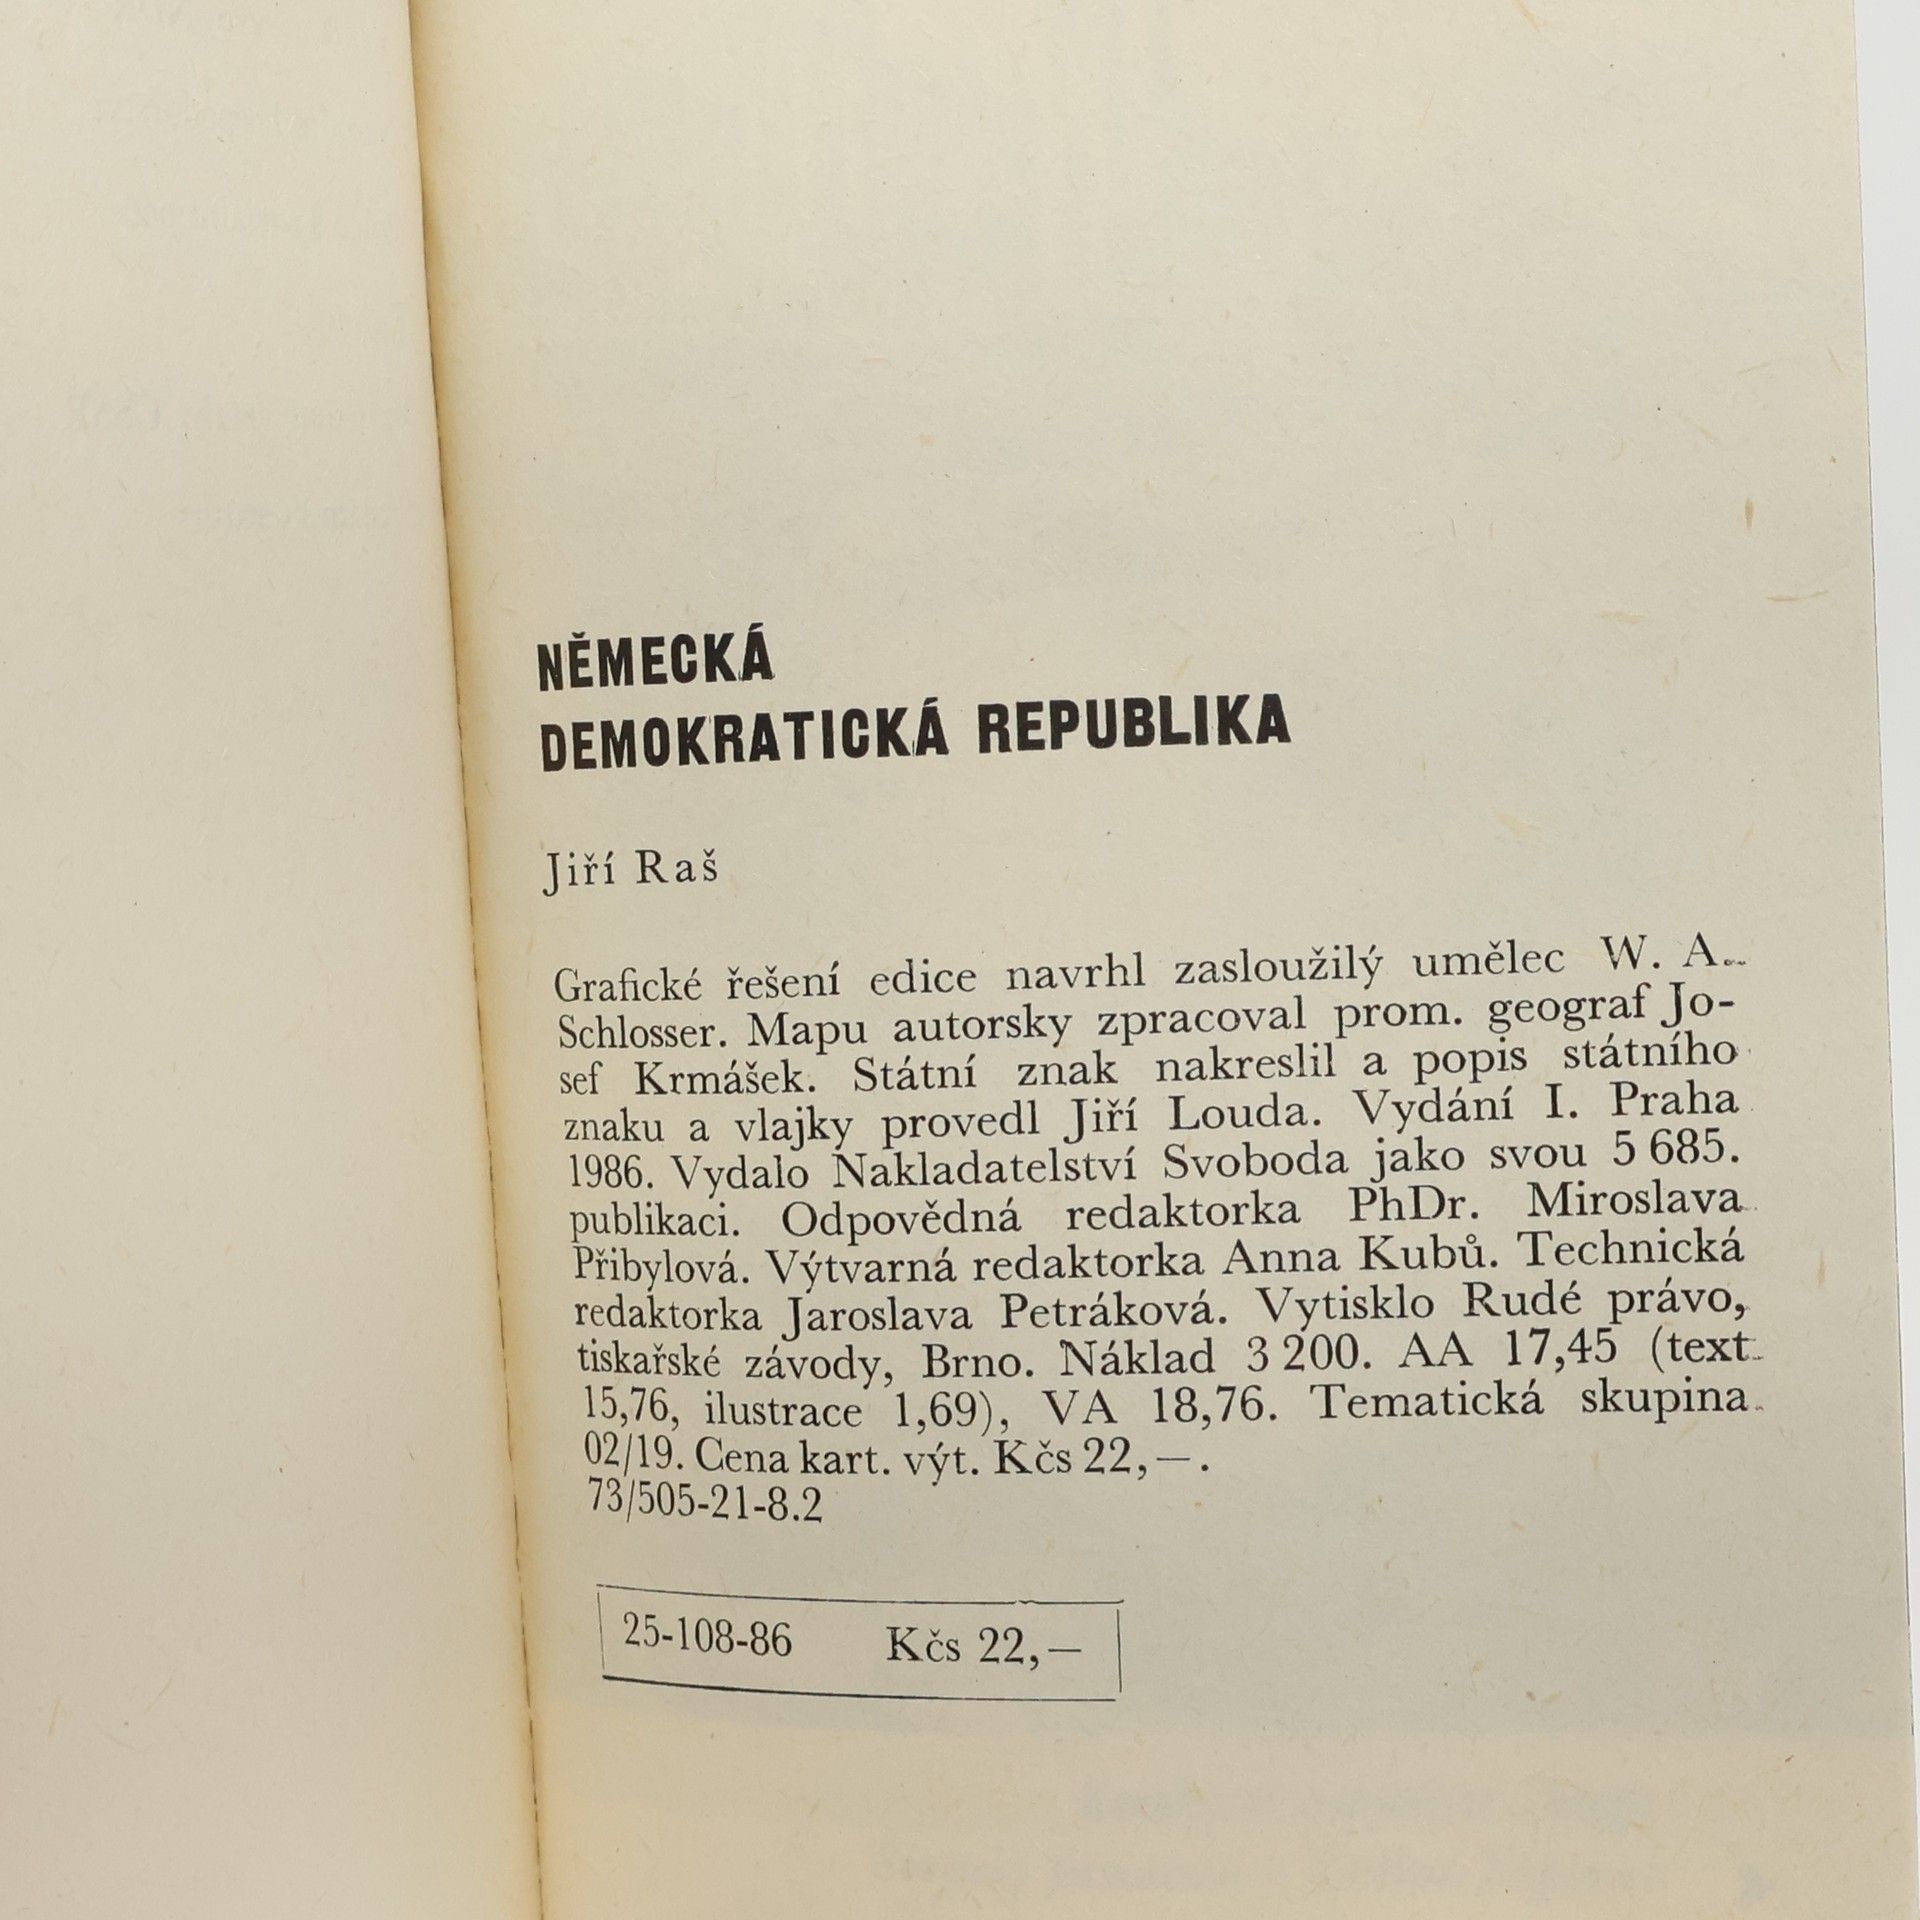 NĚMECKÁ
DEMOKRATICKÁ REPUBLIKA
Jiří Raš
Grafické řešení edice navrhl zasloužilý umělec W. A.
Schlosser. Mapu autorsky zpracoval prom. geograf Jo-
sef Krmášek. Státní znak nakreslil a popis státního
znaku a vlajky provedl Jiří Louda. Vydání I. Praha
1986. Vydalo Nakladatelství Svoboda jako svou 5 685.
publikaci. Odpovědná redaktorka PhDr. Miroslava
Přibylová. Výtvarná redaktorka Anna Kubů. Technická
redaktorka Jaroslava Petráková. Vytisklo Rudé právo,
tiskařské závody, Brno. Náklad 3 200. AA 17,45 (text
15,76, ilustrace 1,69), VA 18,76. Tematická skupina
02/19. Cena kart. výt. Kčs 22,—.
73/505-21-8.2
25-108-86 Kčs 22,—